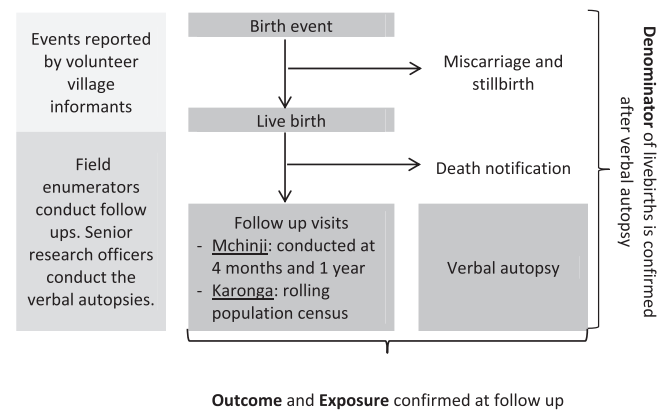 Events reported
by volunteer
village
informants
Field
enumerators
conduct follow
ups. Senior
research officers
conduct the
verbal autopsies.
Birth event
Miscarriage and
stillbirth
Live birth
Death notification
Follow up visits
- Mchinji: conducted at
4 months and 1 year
- Karonga: rolling
population census
Verbal autopsy
Denominator of livebirths is confirmed
after verbal autopsy
Outcome and Exposure confirmed at follow up